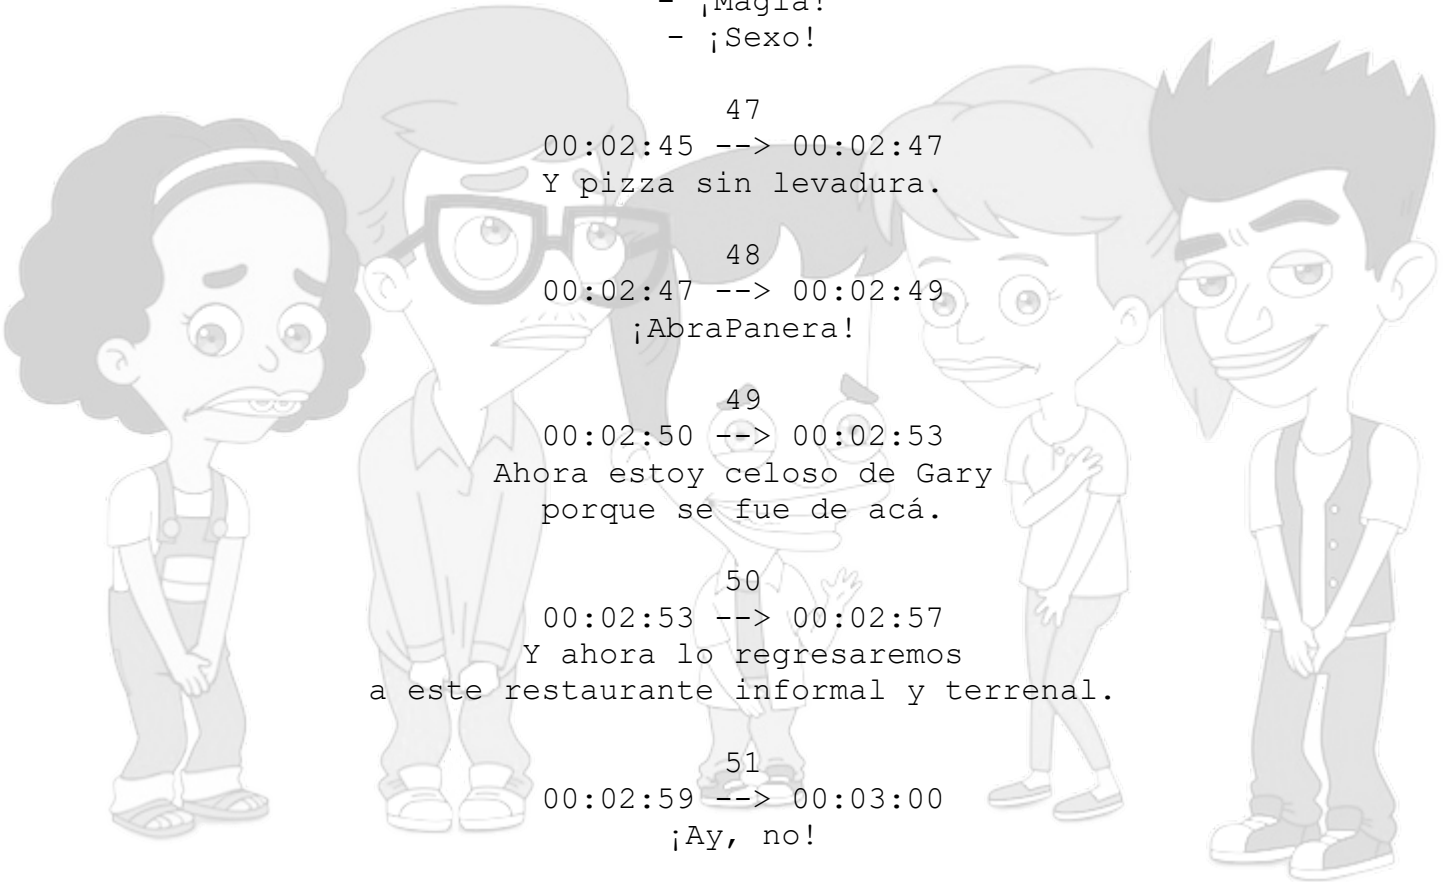 - ¡Magia!
- ¡Sexo!
47
00:02:45 --> 00:02:47
Y pizza sin levadura.
48
00:02:47 --> 00:02:49
¡AbraPanera!
49
00:02:50 --> 00:02:53
Ahora estoy celoso de Gary
porque se fue de acá.
50
00:02:53 --> 00:02:57
Y ahora lo regresaremos
a este restaurante informal y terrenal.
51
00:02:59 --> 00:03:00
¡Ay, no!